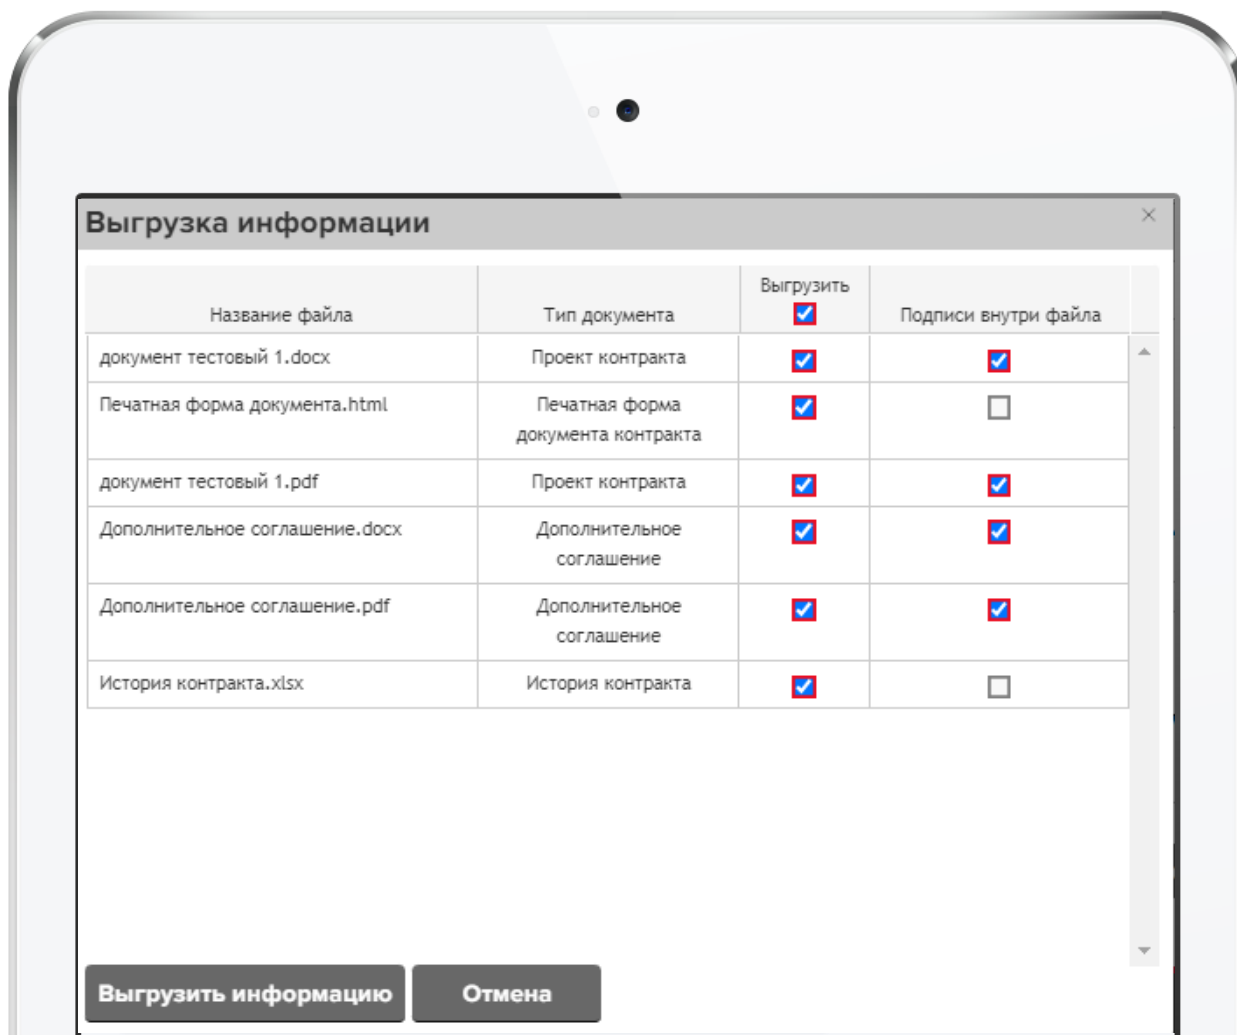 Выгрузка информации
Выгрузить
Название файла
Тип документа
Подписи внутри файла
документ тестовый 1.docx
Проект контракта
Печатная форма документа.html
Печатная форма
документа контракта
документ тестовый 1.pdf
Проект контракта
Дополнительное соглашение.docx
Дополнительное
соглашение
Дополнительное соглашение.pdf
Дополнительное
соглашение
История контракта.xlsx
История контракта
Выгрузить информацию
Отмена